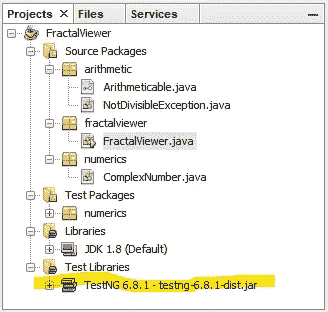 Projects X Files Services
FractalViewer
Source Packages
arithmetic
Arithmeticable.java
NotDivisibleException.java
fractalviewer
FractalViewer.java
numerics
ComplexNumber.java
Test Packages
numerics
Libraries
JDK 1.8 (Default)
Test Libraries
TestNG 6.8.1 - testng-6.8.1-dist.jar